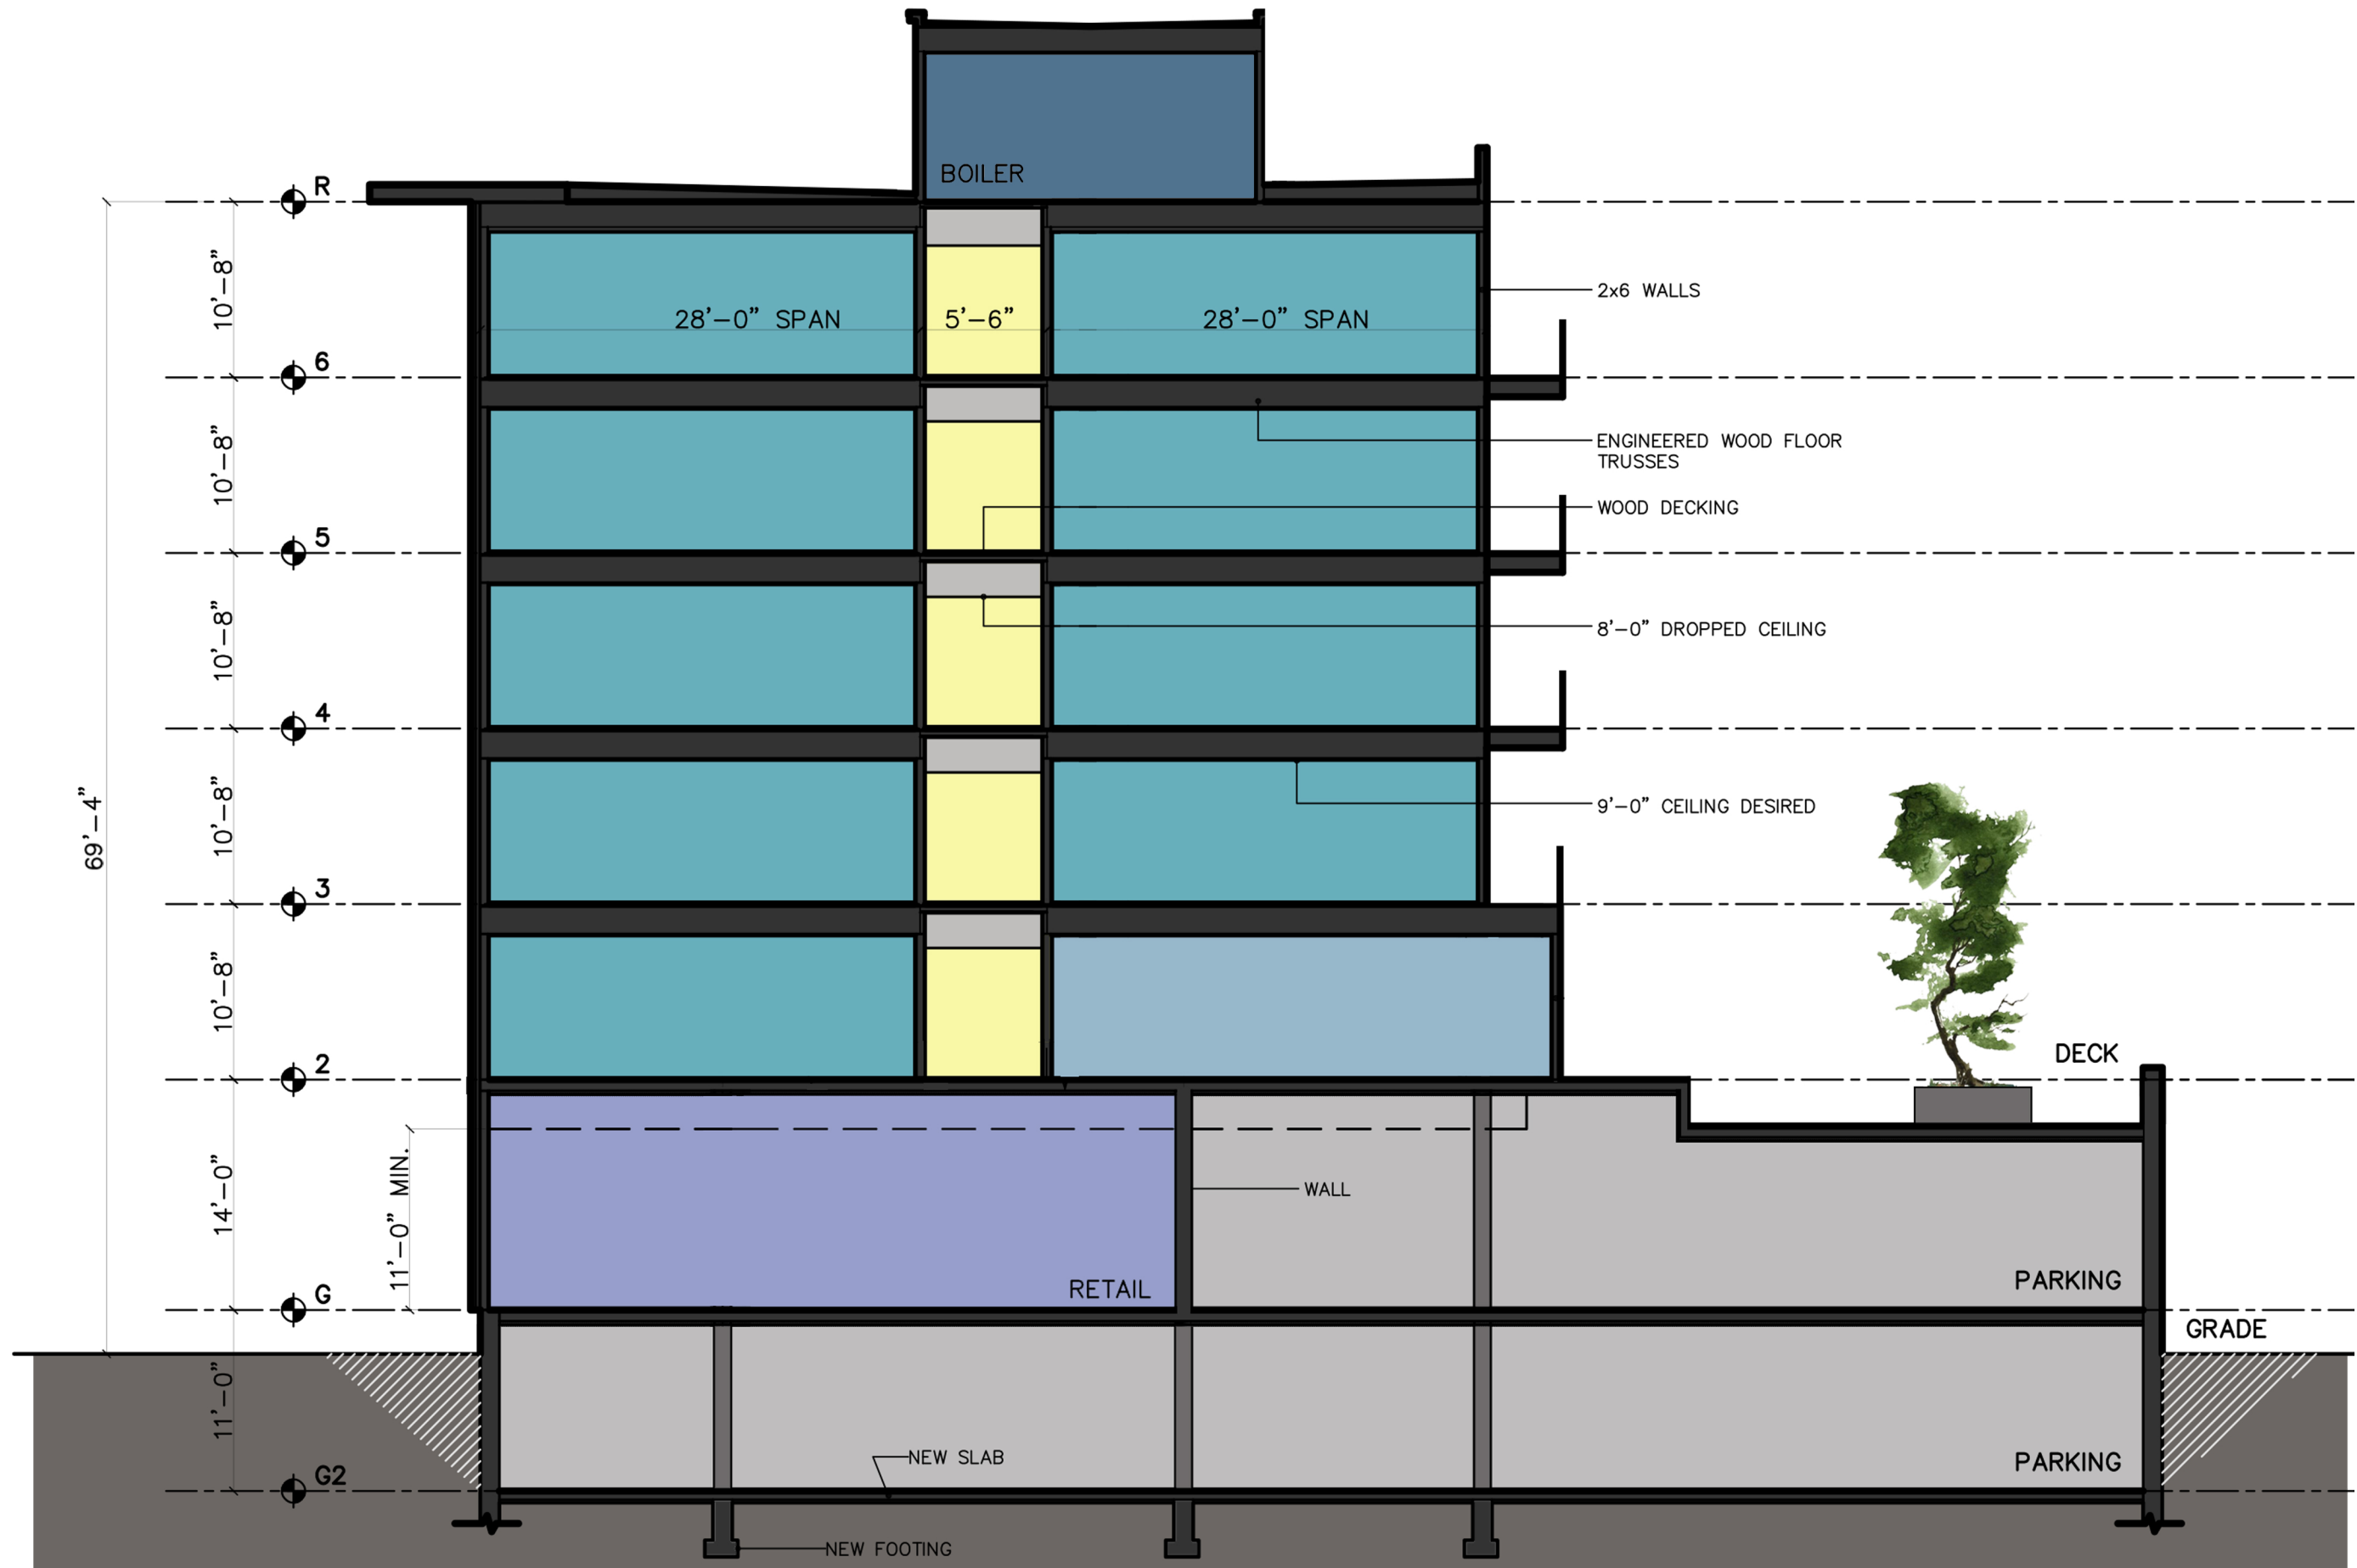 BOILER
R
10'-8"
28'-0" SPAN
5'-6"
28'-0" SPAN
2x6 WALLS
6
10'-8"
ENGINEERED WOOD FLOOR
TRUSSES
WOOD DECKING
5
10'-8"
8'-0" DROPPED CEILING
4
69'-4"
10'-8"
9'-0" CEILING DESIRED
3
10'-8"
2
DECK
14'-0"
11'-0" MIN.
WALL
RETAIL
PARKING
G
GRADE
11'-0"
NEW SLAB
PARKING
G2
NEW FOOTING